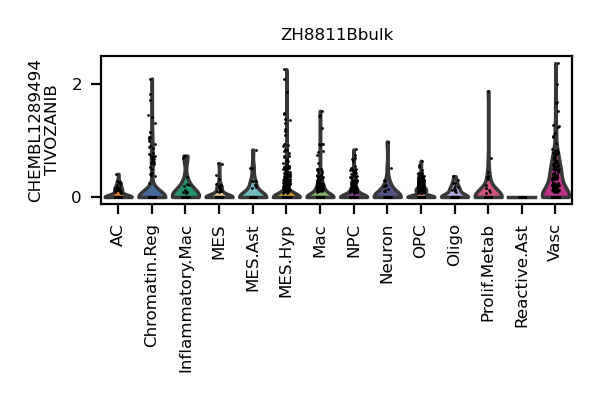 ZH8811Bbulk
CHEMBL1289494
TIVOZANIB
2
0
AC
Chromatin.Reg
Inflammatory.Mac
MES
MES.Ast
MES.Hyp
Mac
NPC
Neuron
OPC
Oligo
Prolif.Metab
Reactive.Ast
Vasc